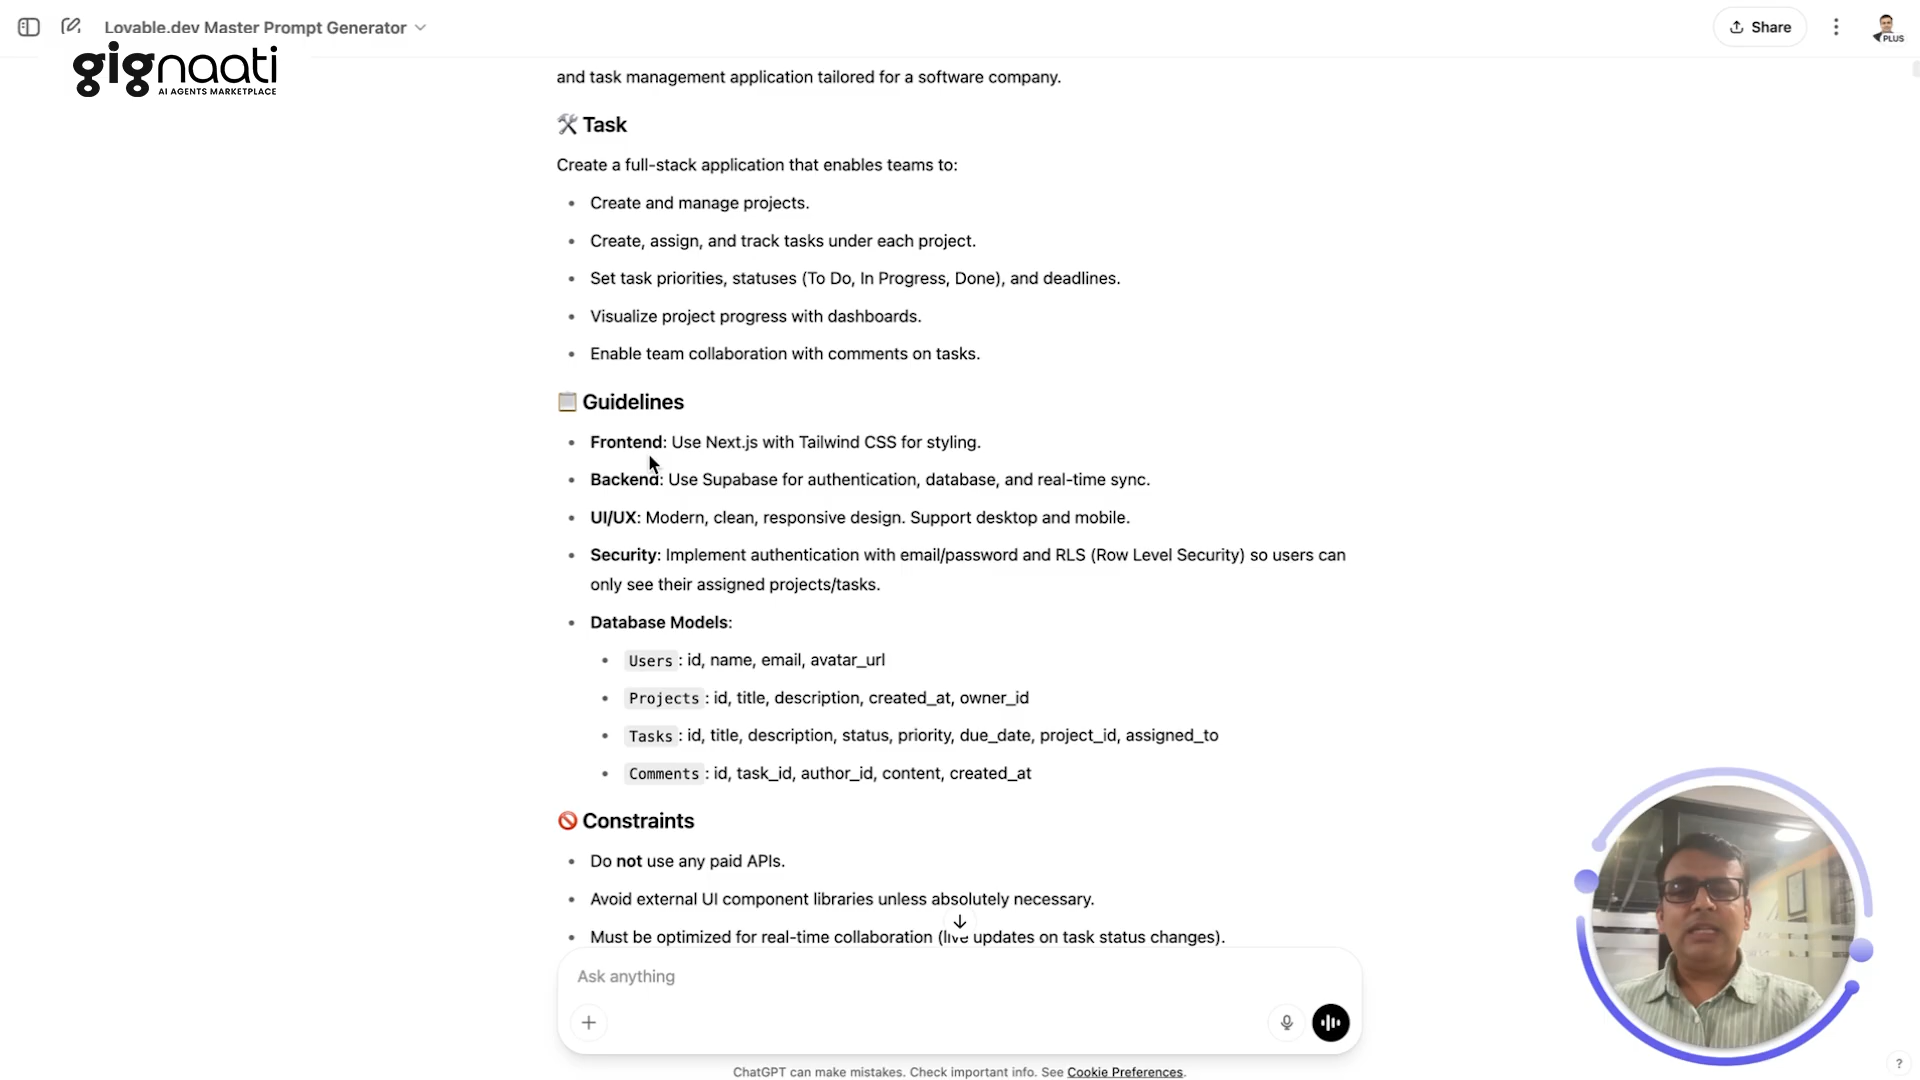 Lovable.dev Master Prompt Generator
Share
PLUS
gignaati
AI AGENTS MARKETPLACE
and task management application tailored for a software company.
🛠️ Task
Create a full-stack application that enables teams to:
• Create and manage projects.
• Create, assign, and track tasks under each project.
• Set task priorities, statuses (To Do, In Progress, Done), and deadlines.
• Visualize project progress with dashboards.
• Enable team collaboration with comments on tasks.
📋 Guidelines
• Frontend: Use Next.js with Tailwind CSS for styling.
• Backend: Use Supabase for authentication, database, and real-time sync.
• UI/UX: Modern, clean, responsive design. Support desktop and mobile.
• Security: Implement authentication with email/password and RLS (Row Level Security) so users can
only see their assigned projects/tasks.
• Database Models:
• Users: id, name, email, avatar_url
• Projects: id, title, description, created_at, owner_id
• Tasks: id, title, description, status, priority, due_date, project_id, assigned_to
• Comments: id, task_id, author_id, content, created_at
🚫 Constraints
• Do not use any paid APIs.
• Avoid external UI component libraries unless absolutely necessary.
• Must be optimized for real-time collaboration (live updates on task status changes).
Ask anything
ChatGPT can make mistakes. Check important info. See Cookie Preferences.
?